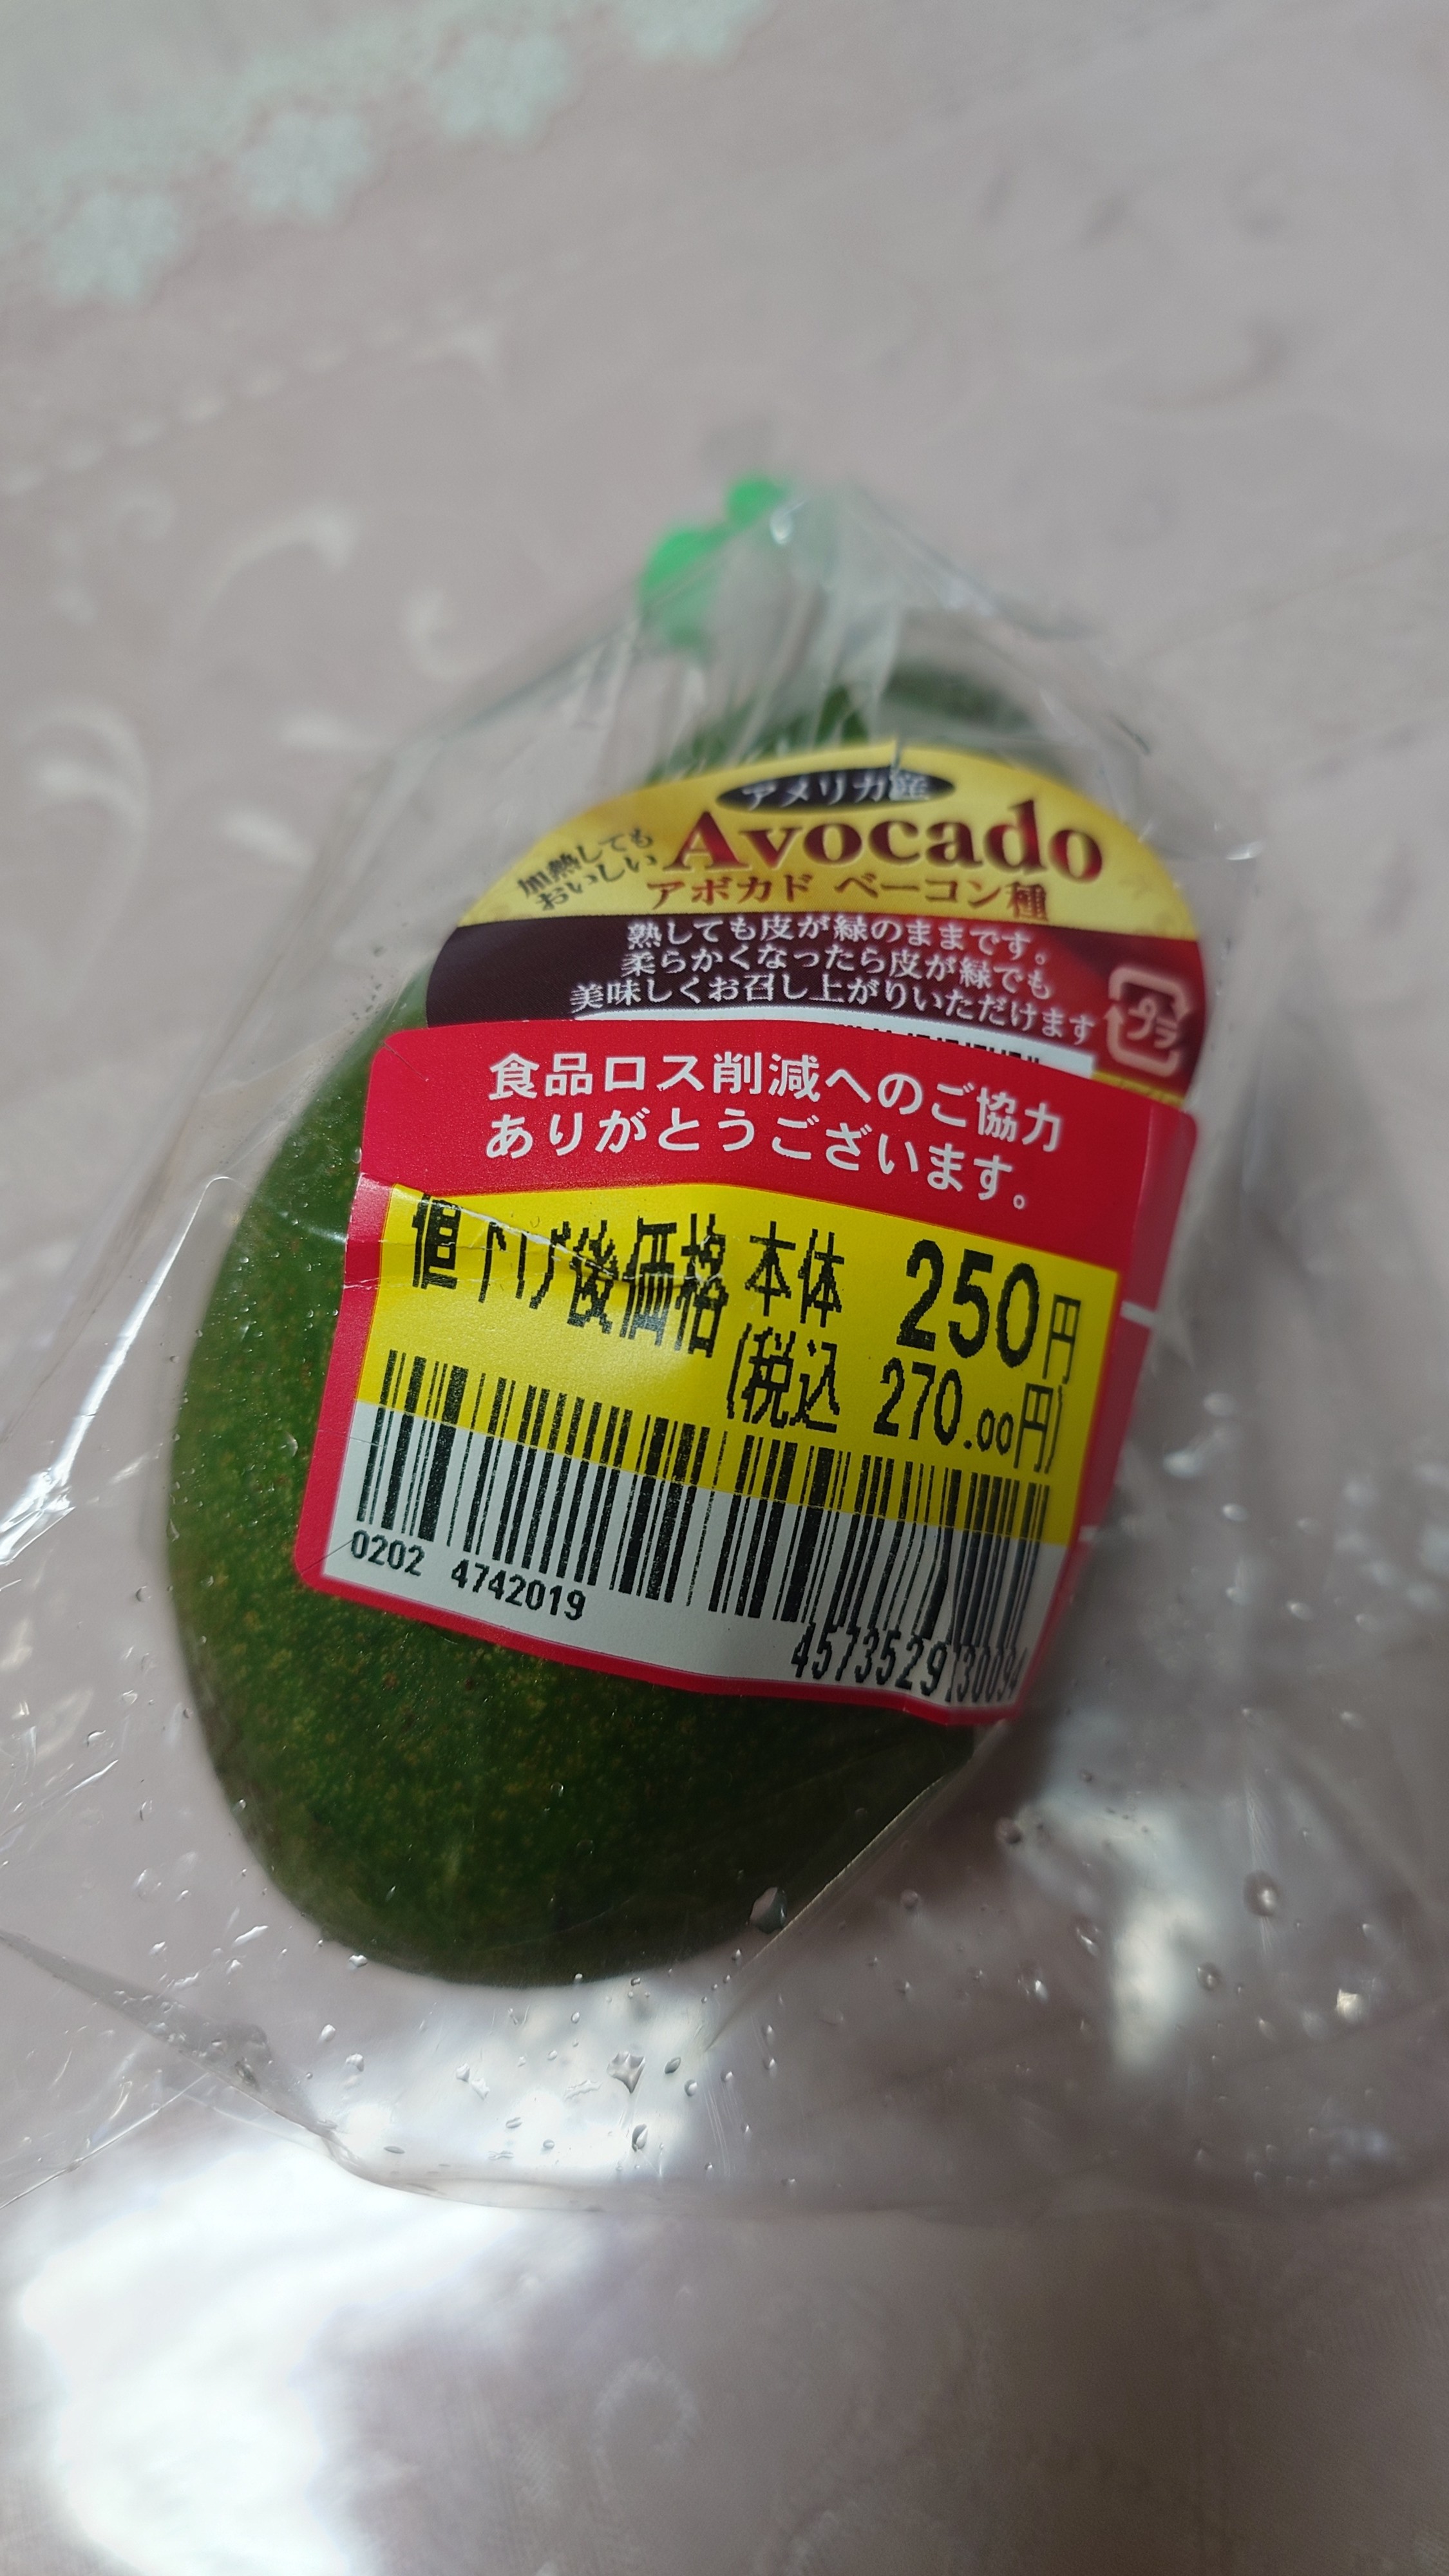 アメリカ産
加熱しても
おいしい
Avocado
アボカド ベーコン種
熟しても皮が緑のままです。
柔らかくなったら皮が緑でも
美味しくお召し上がりいただけます
プラ
食品ロス削減へのご協力
ありがとうございます。
値下げ後価格 本体 250円
(税込 270.00円)
0202 4742019
4573529130094